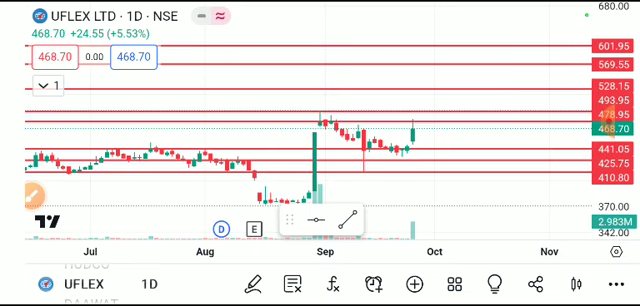 UFLEX LTD · 1D · NSE
468.70 +24.55 (+5.53%)
468.70 0.00 468.70
1
680.00
601.95
569.55
528.15
493.95
478.95
468.70
441.05
425.75
410.80
370.00
2.983M
342.00
D E
Jul Aug Sep Oct Nov
UFLEX 1D